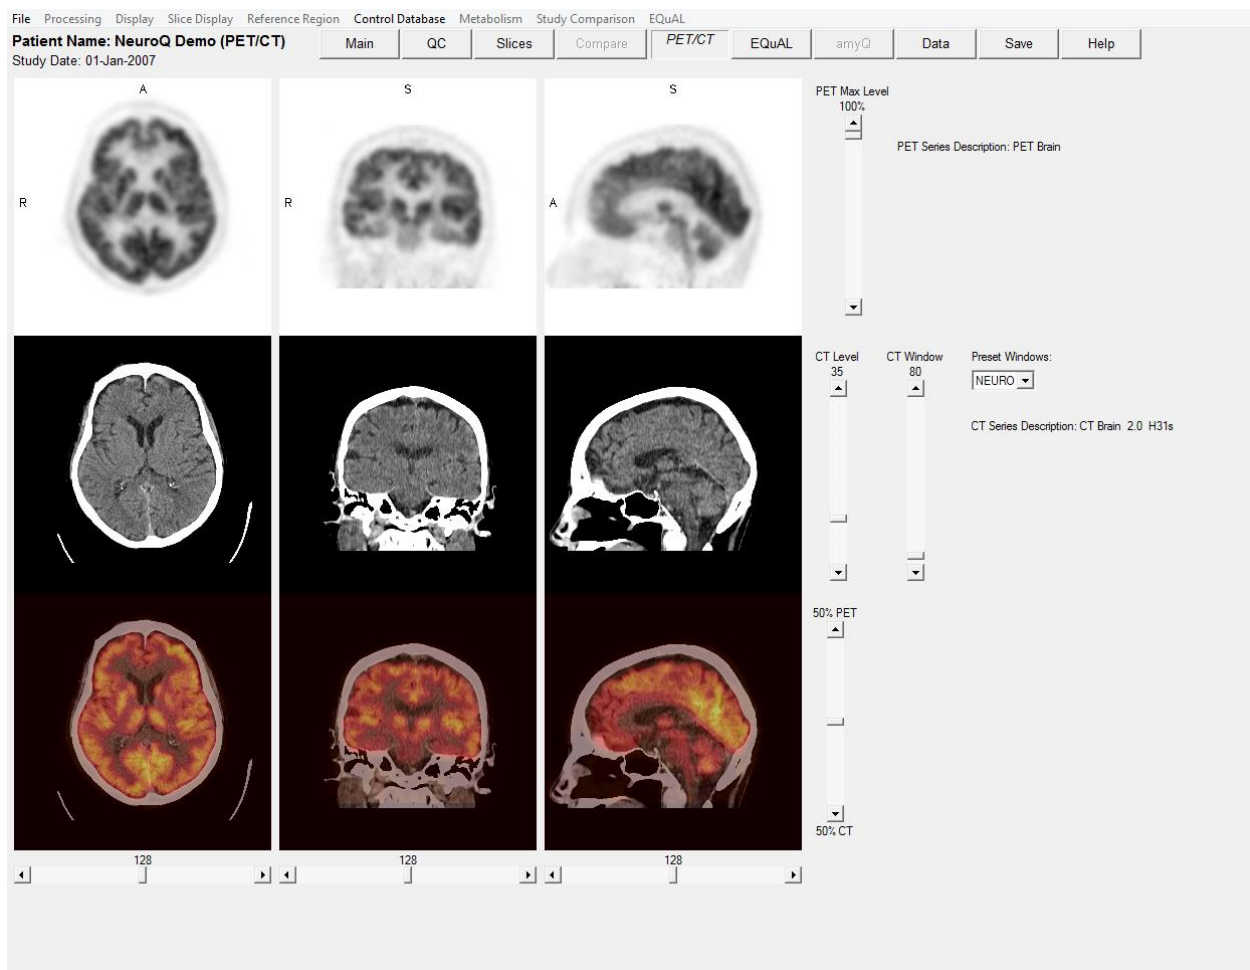 File Processing Display Slice Display Reference Region Control Database Metabolism Study Comparison EQuAL
Patient Name: NeuroQ Demo (PET/CT)
Main QC Slices Compare PET/CT EQuAL amyQ Data Save Help
Study Date: 01-Jan-2007
A S S
PET Max Level
100%
PET Series Description: PET Brain
R R A
CT Level CT Window Preset Windows:
35 80
NEURO
CT Series Description: CT Brain 2.0 H31s
50% PET
50% CT
128 128 128